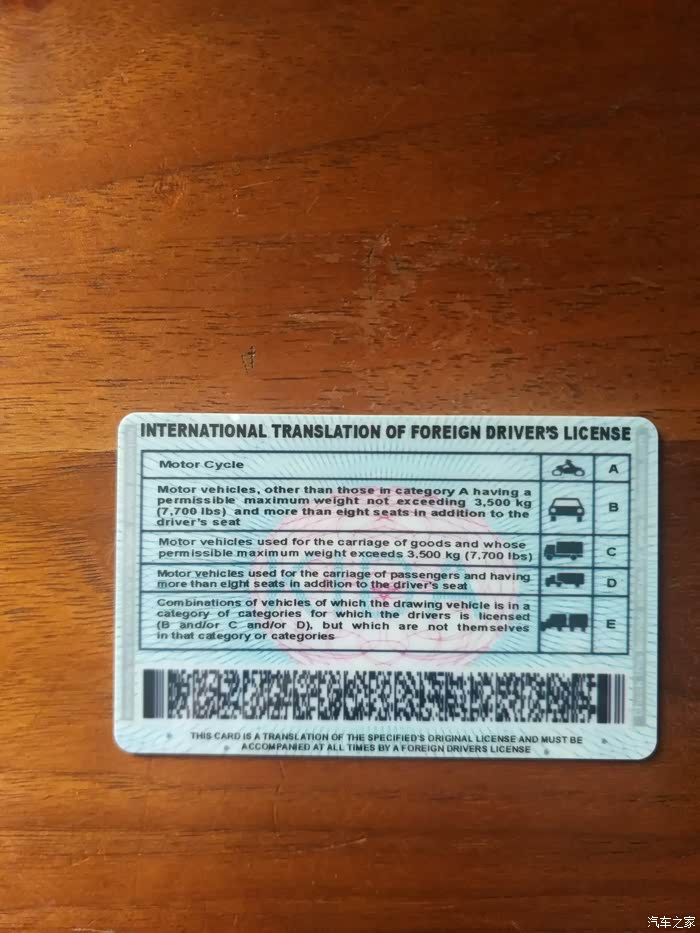 INTERNATIONAL TRANSLATION OF FOREIGN DRIVER'S LICENSE
Motor Cycle A
Motor vehicles, other than those in category A having a
permissible maximum weight not exceeding 3,500 kg
(7,700 lbs) and more than eight seats in addition to the
driver's seat
B
Motor vehicles used for the carriage of goods and whose
permissible maximum weight exceeds 3,500 kg (7,700 lbs)
C
Motor vehicles used for the carriage of passengers and having
more than eight seats in addition to the driver's seat
D
Combinations of vehicles of which the drawing vehicle is in a
category of categories for which the drivers is licensed
(B and/or C and/or D), but which are not themselves
in that category or categories
E
THIS CARD IS A TRANSLATION OF THE SPECIFIED'S ORIGINAL LICENSE AND MUST BE
ACCOMPANIED AT ALL TIMES BY A FOREIGN DRIVERS LICENSE
汽车之家